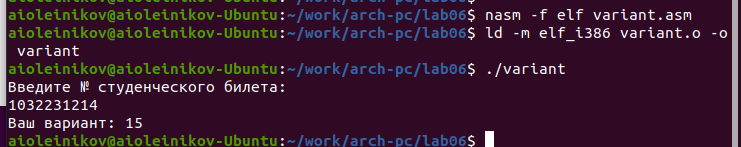 aioleinikov@aioleinikov-Ubuntu:~/work/arch-pc/lab06$ nasm -f elf variant.asm
aioleinikov@aioleinikov-Ubuntu:~/work/arch-pc/lab06$ ld -m elf_i386 variant.o -o
 variant
aioleinikov@aioleinikov-Ubuntu:~/work/arch-pc/lab06$ ./variant
Введите № студенческого билета:
1032231214
Ваш вариант: 15
aioleinikov@aioleinikov-Ubuntu:~/work/arch-pc/lab06$